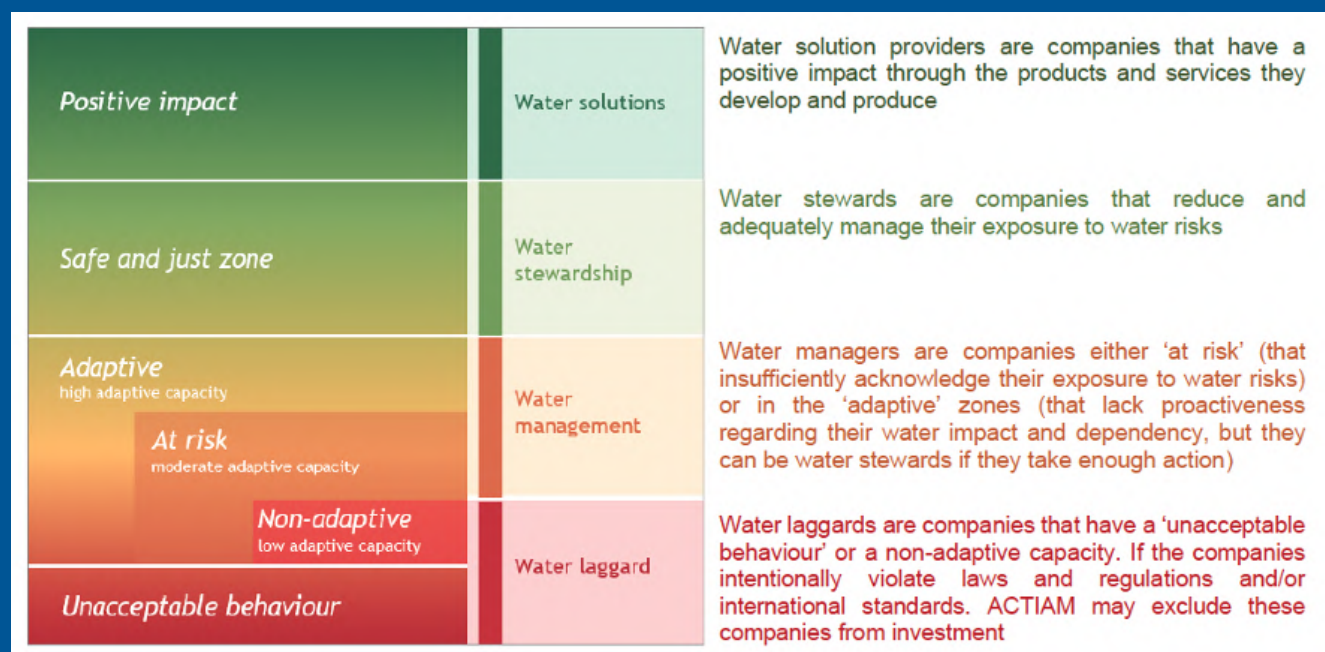 Positive impact
Water solutions
Water solution providers are companies that have a
positive impact through the products and services they
develop and produce
Safe and just zone
Water
stewardship
Water stewards are companies that reduce and
adequately manage their exposure to water risks
Adaptive
high adaptive capacity
At risk
moderate adaptive capacity
Non-adaptive
low adaptive capacity
Water
management
Water managers are companies either ‘at risk’ (that
insufficiently acknowledge their exposure to water risks)
or in the ‘adaptive’ zones (that lack proactiveness
regarding their water impact and dependency, but they
can be water stewards if they take enough action)
Unacceptable behaviour
Water laggard
Water laggards are companies that have a ‘unacceptable
behaviour’ or a non-adaptive capacity. If the companies
intentionally violate laws and regulations and/or
international standards. ACTIAM may exclude these
companies from investment